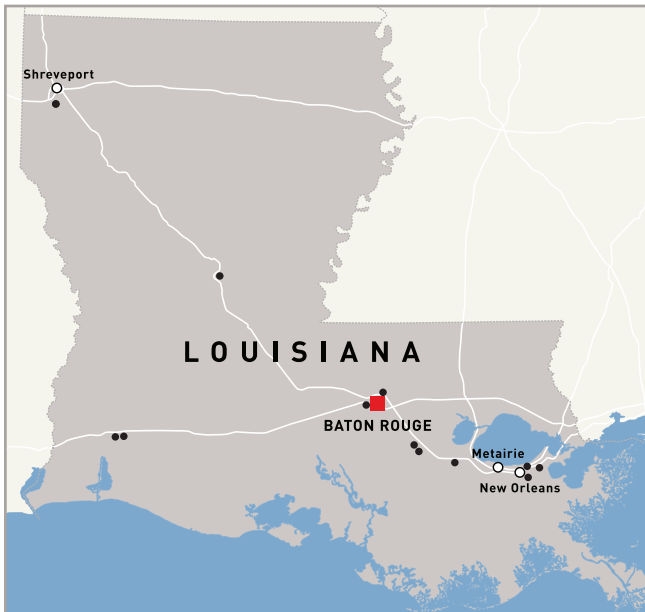 Shreveport
LOUISIANA
BATON ROUGE
Metairie
New Orleans